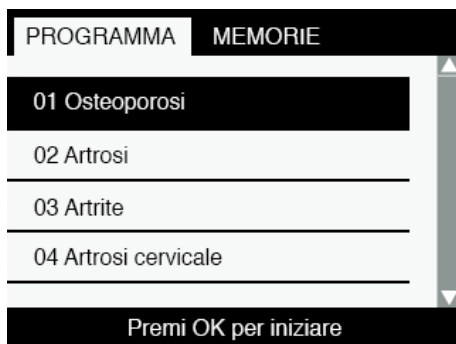 PROGRAMMA MEMORIE
01 Osteoporosi
02 Artrosi
03 Artrite
04 Artrosi cervicale
Premi OK per iniziare